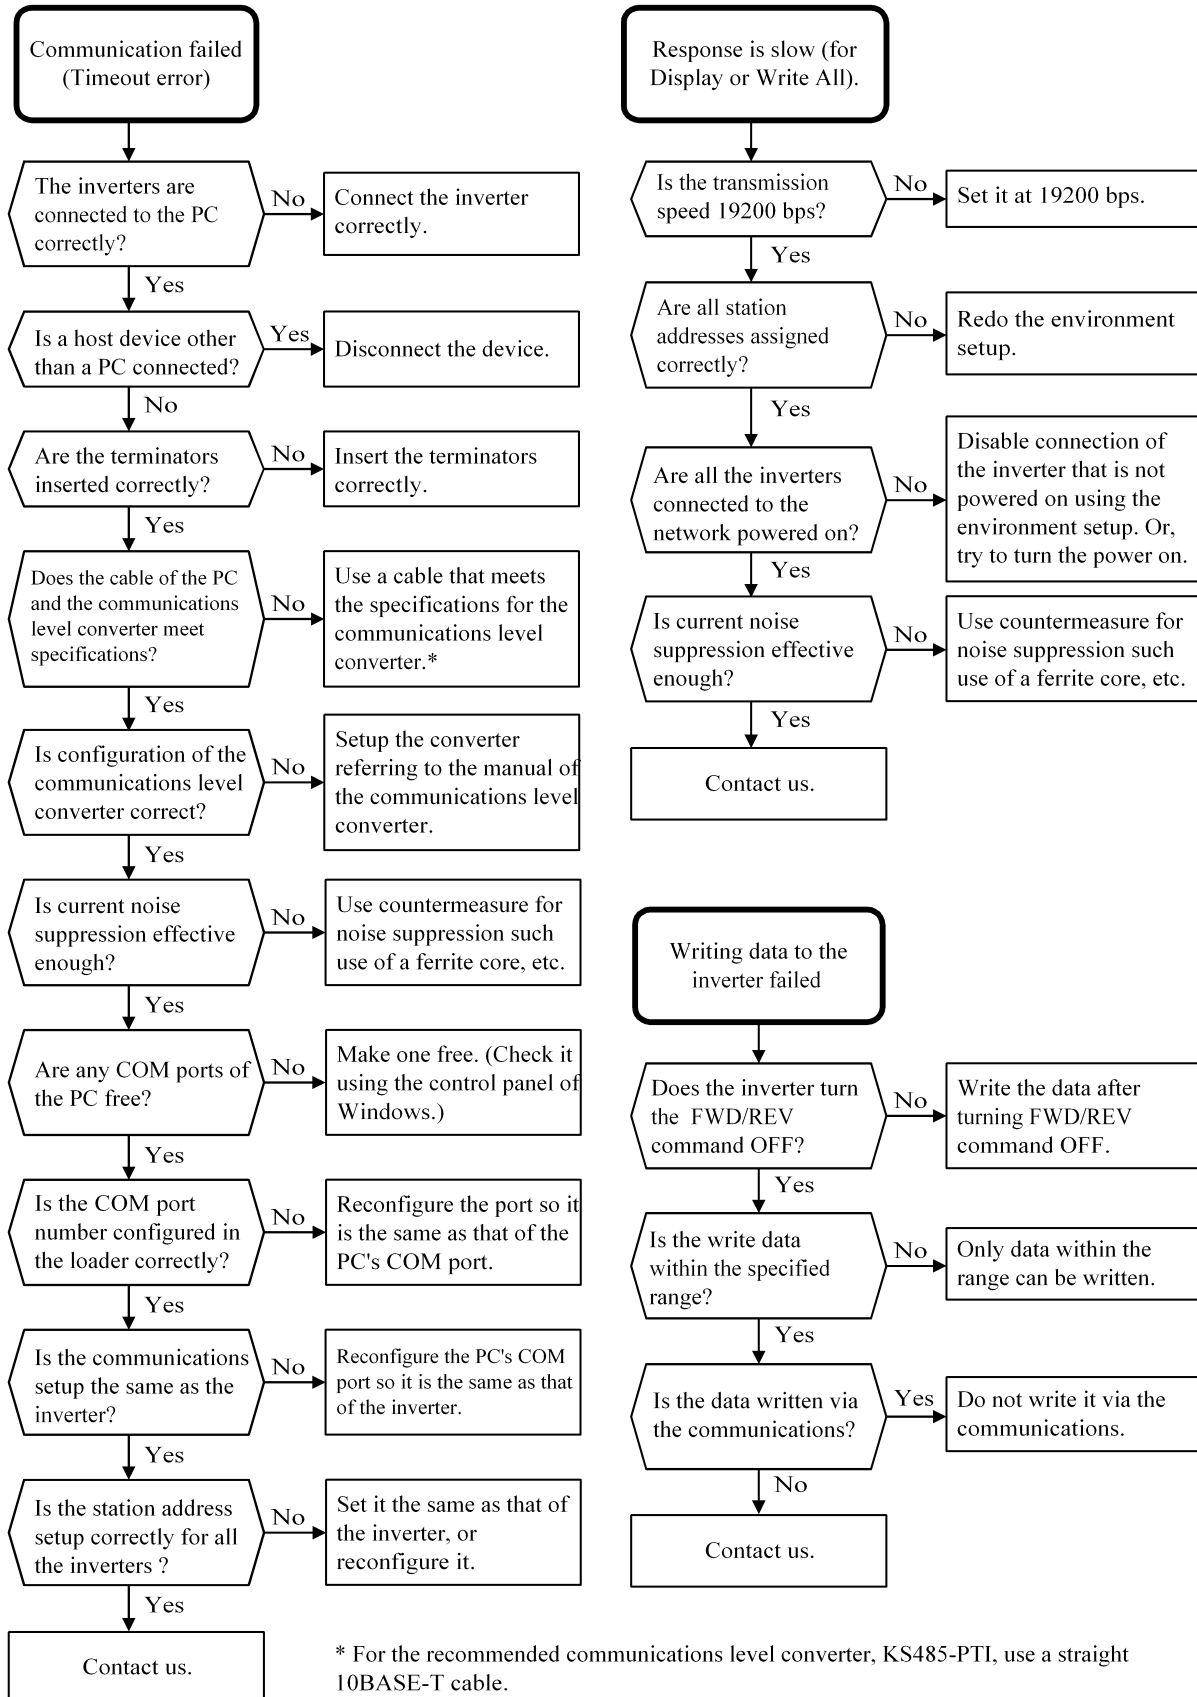 Communication failed
(Timeout error)
The inverters are
connected to the PC
correctly?
No
Connect the inverter
correctly.
Yes
Is a host device other
than a PC connected?
Yes
Disconnect the device.
No
Are the terminators
inserted correctly?
No
Insert the terminators
correctly.
Yes
Does the cable of the PC
and the communications
level converter meet
specifications?
No
Use a cable that meets
the specifications for the
communications level
converter.*
Yes
Is configuration of the
communications level
converter correct?
No
Setup the converter
referring to the manual of
the communications level
converter.
Yes
Is current noise
suppression effective
enough?
No
Use countermeasure for
noise suppression such
use of a ferrite core, etc.
Yes
Are any COM ports of
the PC free?
No
Make one free. (Check it
using the control panel of
Windows.)
Yes
Is the COM port
number configured in
the loader correctly?
No
Reconfigure the port so it
is the same as that of the
PC's COM port.
Yes
Is the communications
setup the same as the
inverter?
No
Reconfigure the PC's COM
port so it is the same as that
of the inverter.
Yes
Is the station address
setup correctly for all
the inverters ?
No
Set it the same as that of
the inverter, or
reconfigure it.
Yes
Contact us.
Response is slow (for
Display or Write All).
Is the transmission
speed 19200 bps?
No
Set it at 19200 bps.
Yes
Are all station
addresses assigned
correctly?
No
Redo the environment
setup.
Yes
Are all the inverters
connected to the
network powered on?
No
Disable connection of
the inverter that is not
powered on using the
environment setup. Or,
try to turn the power on.
Yes
Is current noise
suppression effective
enough?
No
Use countermeasure for
noise suppression such
use of a ferrite core, etc.
Yes
Contact us.
Writing data to the
inverter failed
Does the inverter turn
the FWD/REV
command OFF?
No
Write the data after
turning FWD/REV
command OFF.
Yes
Is the write data
within the specified
range?
No
Only data within the
range can be written.
Yes
Is the data written via
the communications?
Yes
Do not write it via the
communications.
No
Contact us.
* For the recommended communications level converter, KS485-PTI, use a straight
10BASE-T cable.